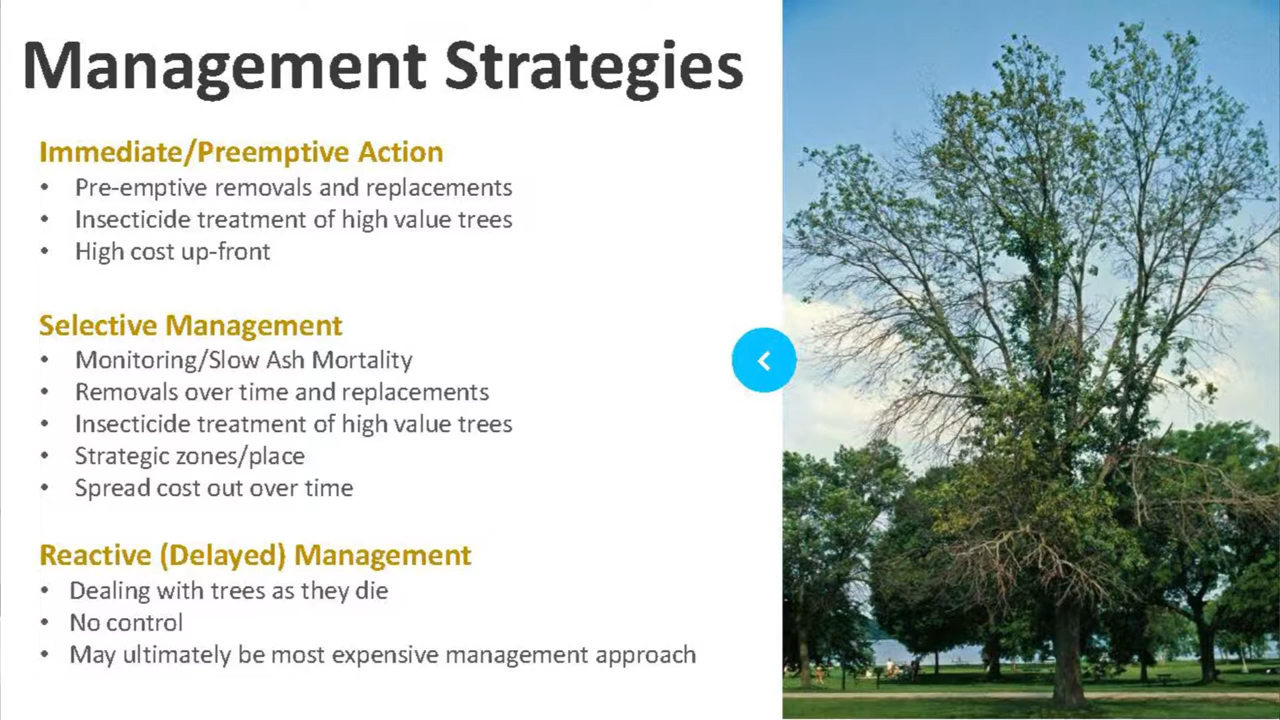 Management Strategies
Immediate/Preemptive Action
• Pre-emptive removals and replacements
• Insecticide treatment of high value trees
• High cost up-front
Selective Management
• Monitoring/Slow Ash Mortality
• Removals over time and replacements
• Insecticide treatment of high value trees
• Strategic zones/place
• Spread cost out over time
Reactive (Delayed) Management
• Dealing with trees as they die
• No control
• May ultimately be most expensive management approach